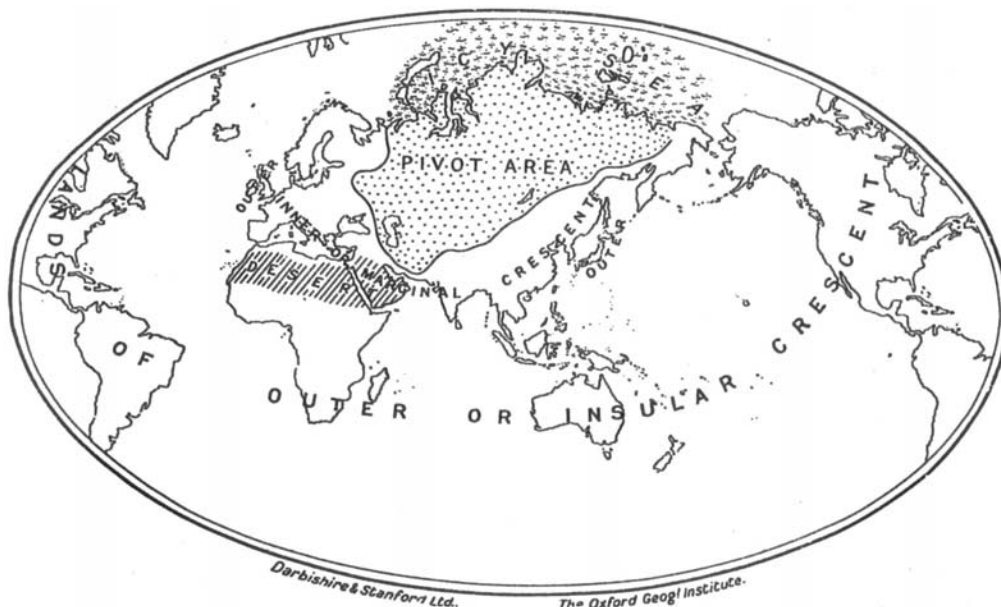 ICY SEA
PIVOT AREA
OUTER
INNER OR MARGINAL CRESCENT
OUTER
DESERT
LANDS OF OUTER OR INSULAR CRESCENT
Darbishire & Stanford Ltd.,
The Oxford Geogl Institute.